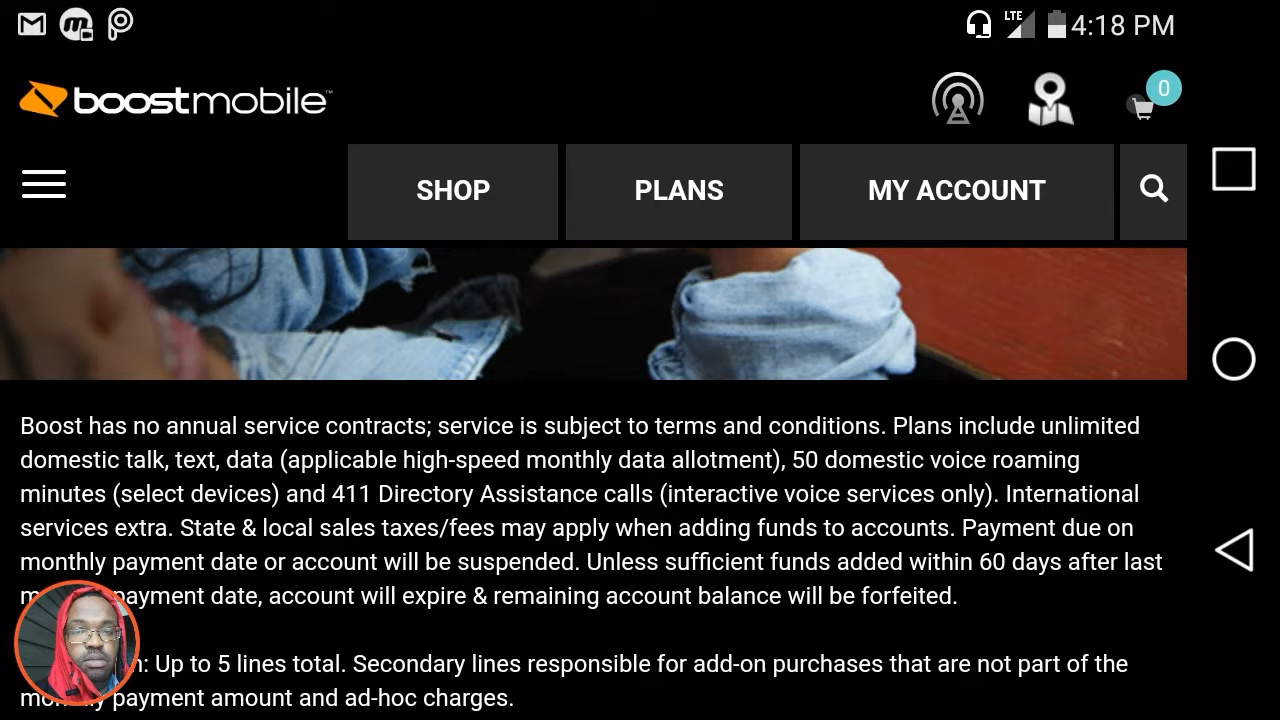 LTE 4:18 PM
boostmobile™ 0
SHOP PLANS MY ACCOUNT
Boost has no annual service contracts; service is subject to terms and conditions. Plans include unlimited
domestic talk, text, data (applicable high-speed monthly data allotment), 50 domestic voice roaming
minutes (select devices) and 411 Directory Assistance calls (interactive voice services only). International
services extra. State & local sales taxes/fees may apply when adding funds to accounts. Payment due on
monthly payment date or account will be suspended. Unless sufficient funds added within 60 days after last
payment date, account will expire & remaining account balance will be forfeited.
Up to 5 lines total. Secondary lines responsible for add-on purchases that are not part of the
payment amount and ad-hoc charges.